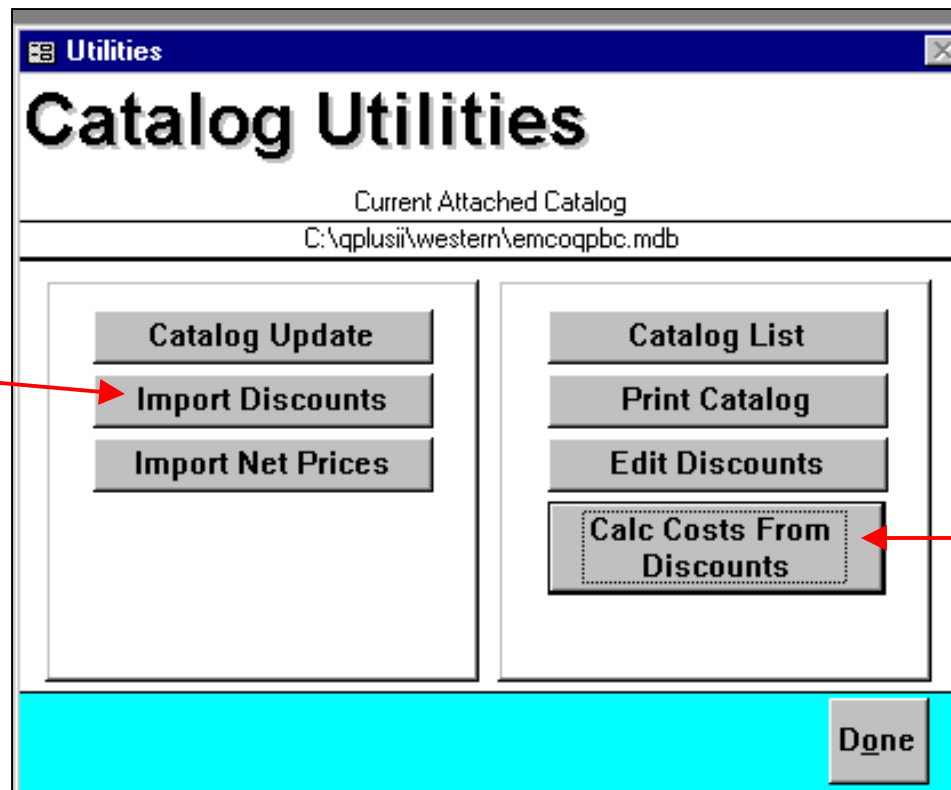 Utilities
Catalog Utilities
Current Attached Catalog
C:\qplusii\western\emcoqpbc.mdb
Catalog Update
Import Discounts
Import Net Prices
Catalog List
Print Catalog
Edit Discounts
Calc Costs From
Discounts
Done